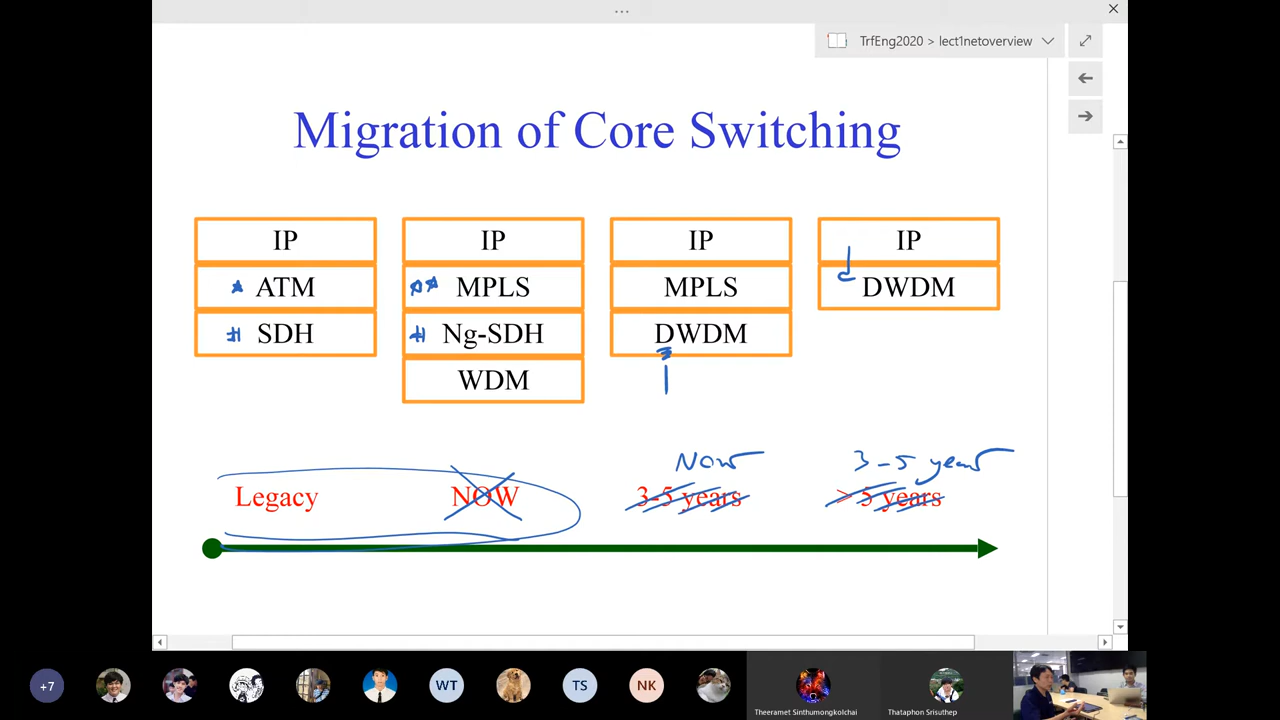 TrfEng2020 > lect1netoverview
Migration of Core Switching
IP IP IP IP
ATM MPLS MPLS DWDM
SDH Ng-SDH DWDM
WDM
Now 3-5 years
Legacy NOW 3-5 years > 5 years
+7 WT TS NK
Theeramet Sinthumongkolchai Thataphon Srisuthep